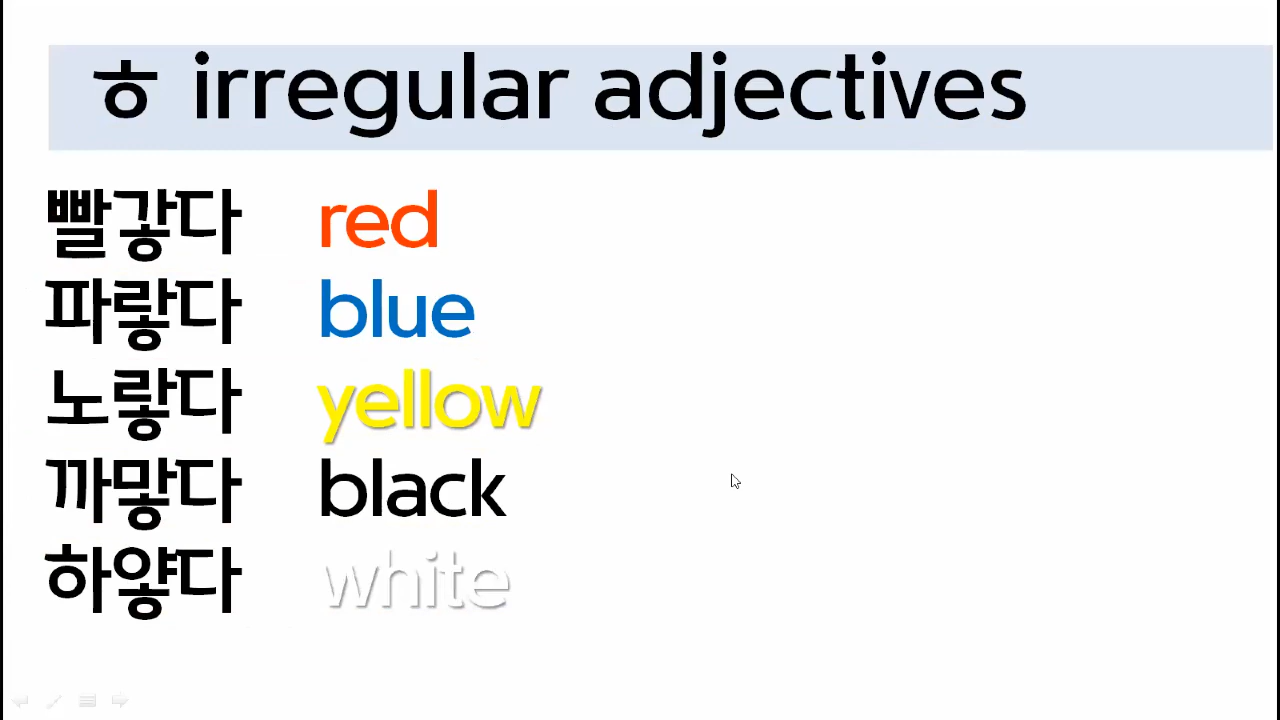 ㅎ irregular adjectives
빨갛다 red
파랗다 blue
노랗다 yellow
까맣다 black
하얗다 white